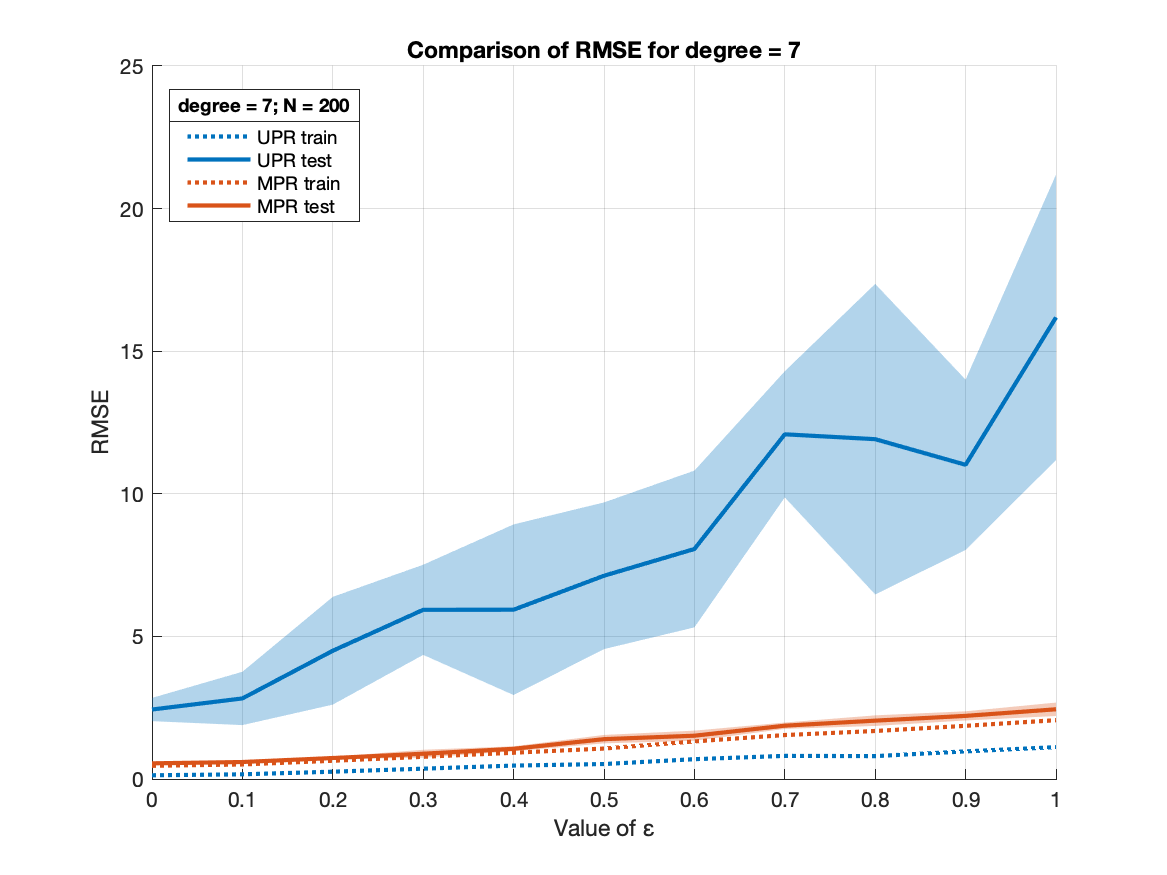 Comparison of RMSE for degree = 7
25
20
15
10
5
0
RMSE
degree = 7; N = 200
UPR train
UPR test
MPR train
MPR test
0 0.1 0.2 0.3 0.4 0.5 0.6 0.7 0.8 0.9 1
Value of ε